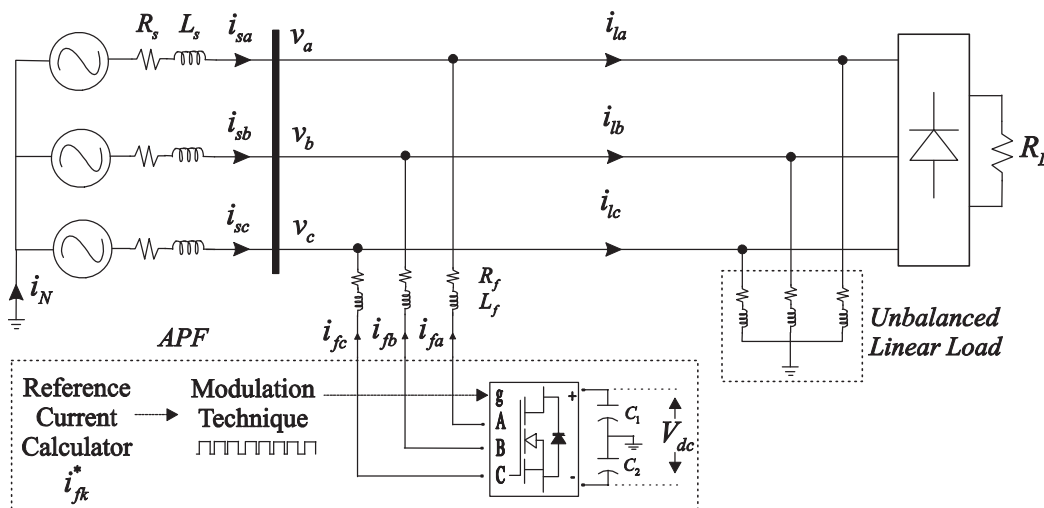 R_s L_s i_sa v_a i_la
i_sb v_b i_lb
R_L
i_sc v_c i_lc
i_N
R_f
L_f
i_fc i_fb i_fa
APF
Unbalanced
Linear Load
Reference
Current
Calculator
i*_fk
Modulation
Technique
g
A
B
C
+
-
C_1
C_2
V_dc